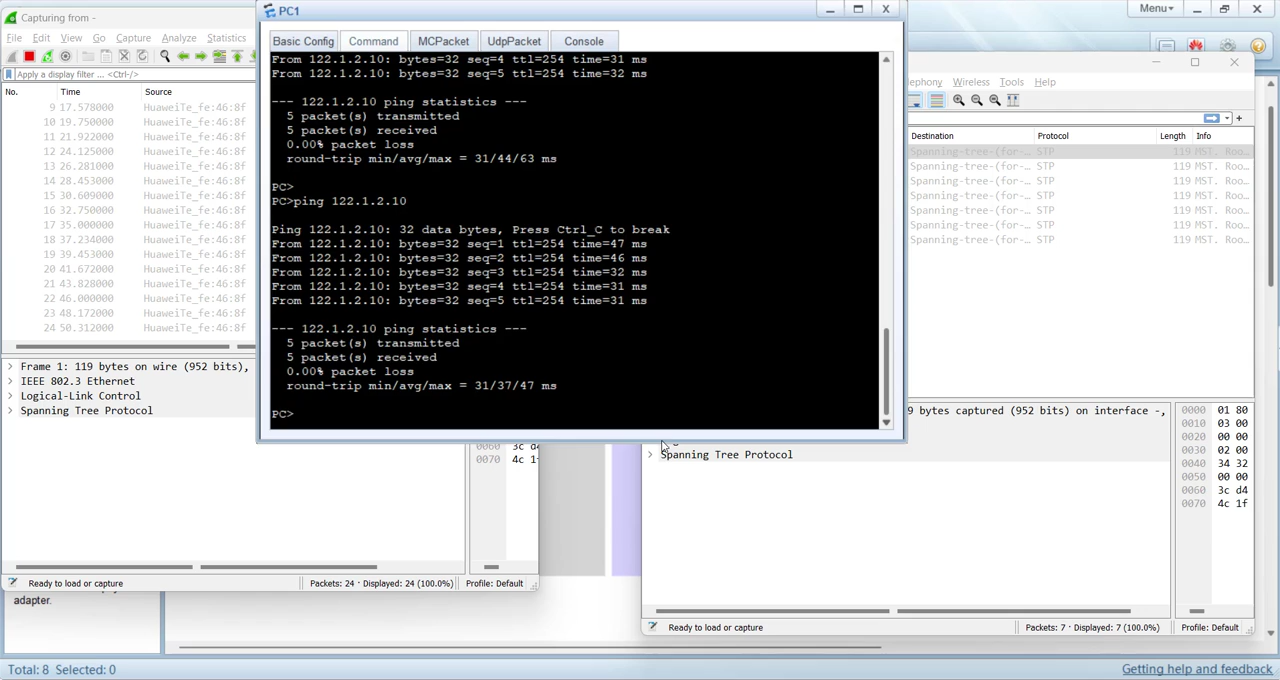 Capturing from -
File Edit View Go Capture Analyze Statistics
Apply a display filter ... <Ctrl-/>
No. Time Source
9 17.578000 HuaweiTe_fe:46:8f
10 19.750000 HuaweiTe_fe:46:8f
11 21.922000 HuaweiTe_fe:46:8f
12 24.125000 HuaweiTe_fe:46:8f
13 26.281000 HuaweiTe_fe:46:8f
14 28.453000 HuaweiTe_fe:46:8f
15 30.609000 HuaweiTe_fe:46:8f
16 32.750000 HuaweiTe_fe:46:8f
17 35.000000 HuaweiTe_fe:46:8f
18 37.234000 HuaweiTe_fe:46:8f
19 39.453000 HuaweiTe_fe:46:8f
20 41.672000 HuaweiTe_fe:46:8f
21 43.828000 HuaweiTe_fe:46:8f
22 46.000000 HuaweiTe_fe:46:8f
23 48.172000 HuaweiTe_fe:46:8f
24 50.312000 HuaweiTe_fe:46:8f
Frame 1: 119 bytes on wire (952 bits),
IEEE 802.3 Ethernet
Logical-Link Control
Spanning Tree Protocol
0060 3c d4
0070 4c 1
Ready to load or capture Packets: 24 · Displayed: 24 (100.0%) Profile: Default
adapter.
PC1
Basic Config Command MCPacket UdpPacket Console
From 122.1.2.10: bytes=32 seq=4 ttl=254 time=31 ms
From 122.1.2.10: bytes=32 seq=5 ttl=254 time=32 ms
--- 122.1.2.10 ping statistics ---
5 packet(s) transmitted
5 packet(s) received
0.00% packet loss
round-trip min/avg/max = 31/44/63 ms
PC>
PC>ping 122.1.2.10
Ping 122.1.2.10: 32 data bytes, Press Ctrl_C to break
From 122.1.2.10: bytes=32 seq=1 ttl=254 time=47 ms
From 122.1.2.10: bytes=32 seq=2 ttl=254 time=46 ms
From 122.1.2.10: bytes=32 seq=3 ttl=254 time=32 ms
From 122.1.2.10: bytes=32 seq=4 ttl=254 time=31 ms
From 122.1.2.10: bytes=32 seq=5 ttl=254 time=31 ms
--- 122.1.2.10 ping statistics ---
5 packet(s) transmitted
5 packet(s) received
0.00% packet loss
round-trip min/avg/max = 31/37/47 ms
PC>
Menu
ephony Wireless Tools Help
Destination Protocol Length Info
Spanning-tree-(for-… STP 119 MST. Roo…
Spanning-tree-(for-… STP 119 MST. Roo…
Spanning-tree-(for-… STP 119 MST. Roo…
Spanning-tree-(for-… STP 119 MST. Roo…
Spanning-tree-(for-… STP 119 MST. Roo…
Spanning-tree-(for-… STP 119 MST. Roo…
Spanning-tree-(for-… STP 119 MST. Roo…
9 bytes captured (952 bits) on interface -,
Spanning Tree Protocol
0000 01 80
0010 03 00
0020 00 00
0030 02 00
0040 34 32
0050 00 00
0060 3c d4
0070 4c 1f
Ready to load or capture Packets: 7 · Displayed: 7 (100.0%) Profile: Default
Total: 8 Selected: 0
Getting help and feedback